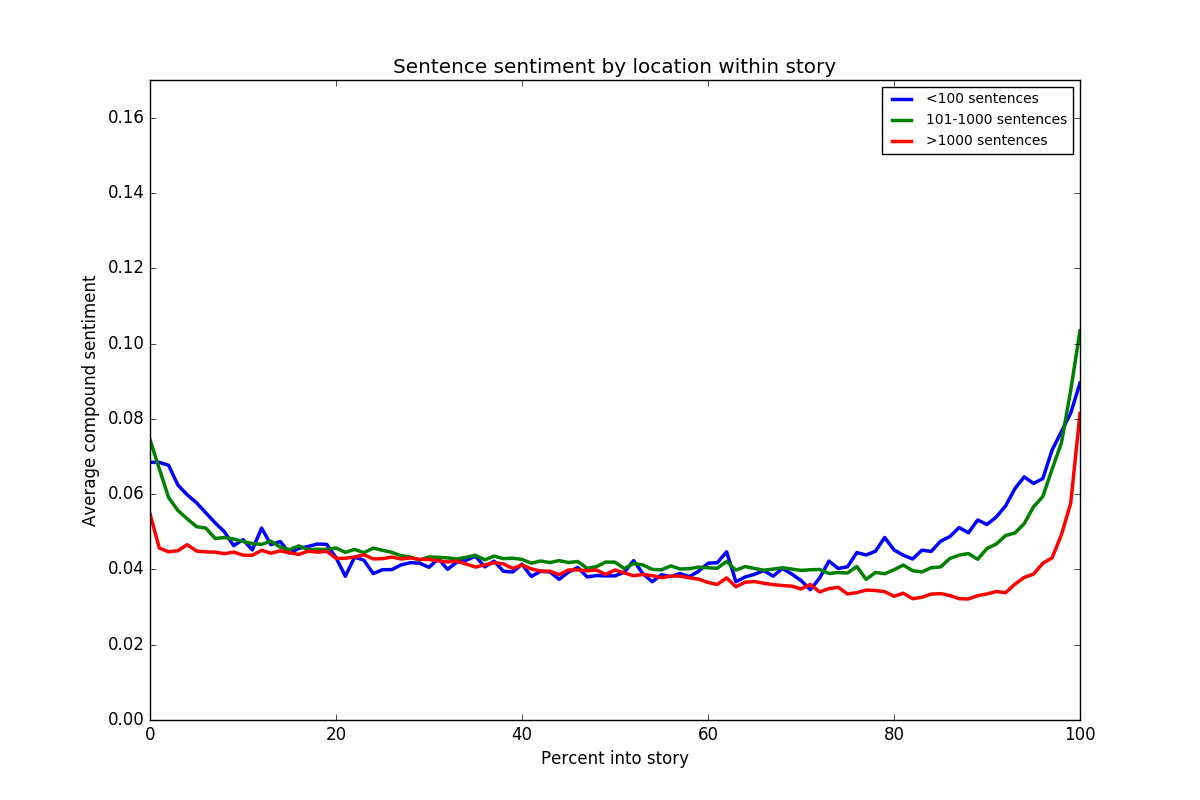 Sentence sentiment by location within story
<100 sentences
101-1000 sentences
>1000 sentences
Average compound sentiment
0.16
0.14
0.12
0.10
0.08
0.06
0.04
0.02
0.00
0 20 40 60 80 100
Percent into story